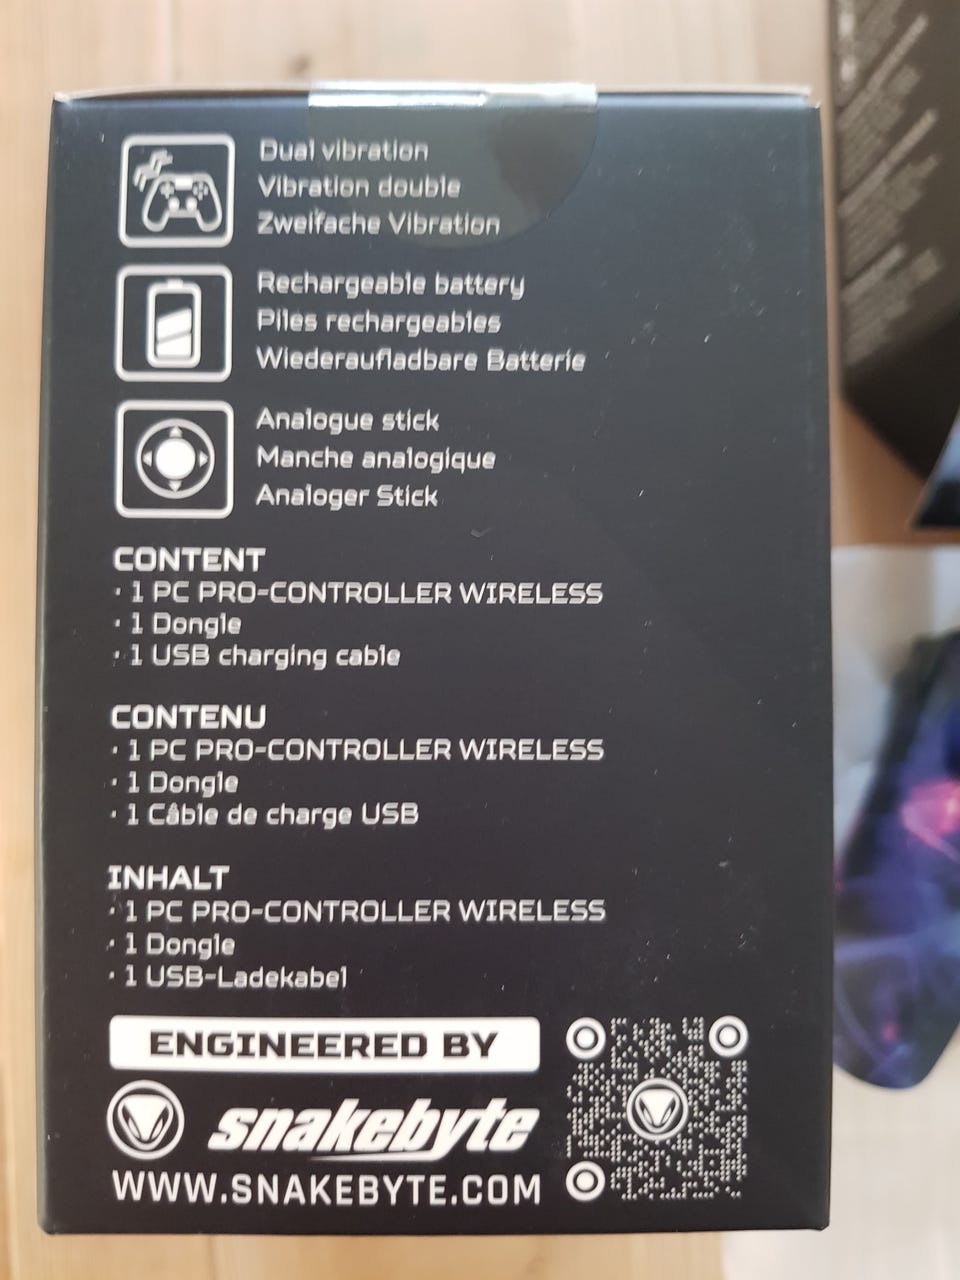 Dual vibration
Vibration double
Zweifache Vibration
Rechargeable battery
Piles rechargeables
Wiederaufladbare Batterie
Analogue stick
Manche analogique
Analoger Stick
CONTENT
· 1 PC PRO-CONTROLLER WIRELESS
· 1 Dongle
· 1 USB charging cable
CONTENU
· 1 PC PRO-CONTROLLER WIRELESS
· 1 Dongle
· 1 Câble de charge USB
INHALT
· 1 PC PRO-CONTROLLER WIRELESS
· 1 Dongle
· 1 USB-Ladekabel
ENGINEERED BY
snakebyte
WWW.SNAKEBYTE.COM